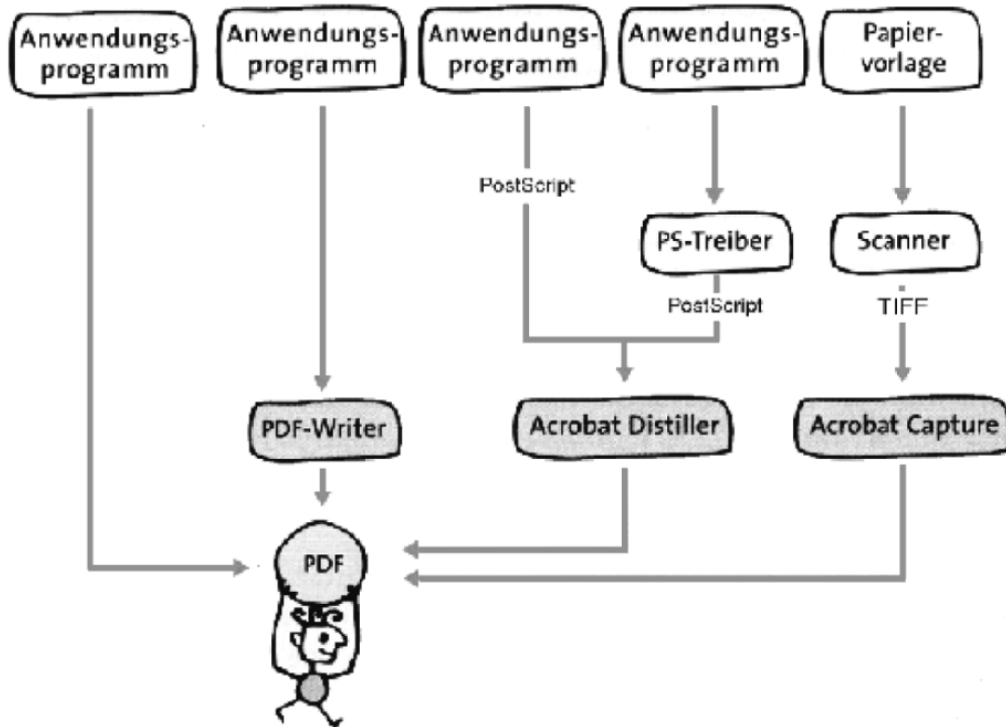 Anwendungs-
programm
Anwendungs-
programm
Anwendungs-
programm
Anwendungs-
programm
Papier-
vorlage
PostScript
PS-Treiber
Scanner
PostScript
TIFF
PDF-Writer
Acrobat Distiller
Acrobat Capture
PDF